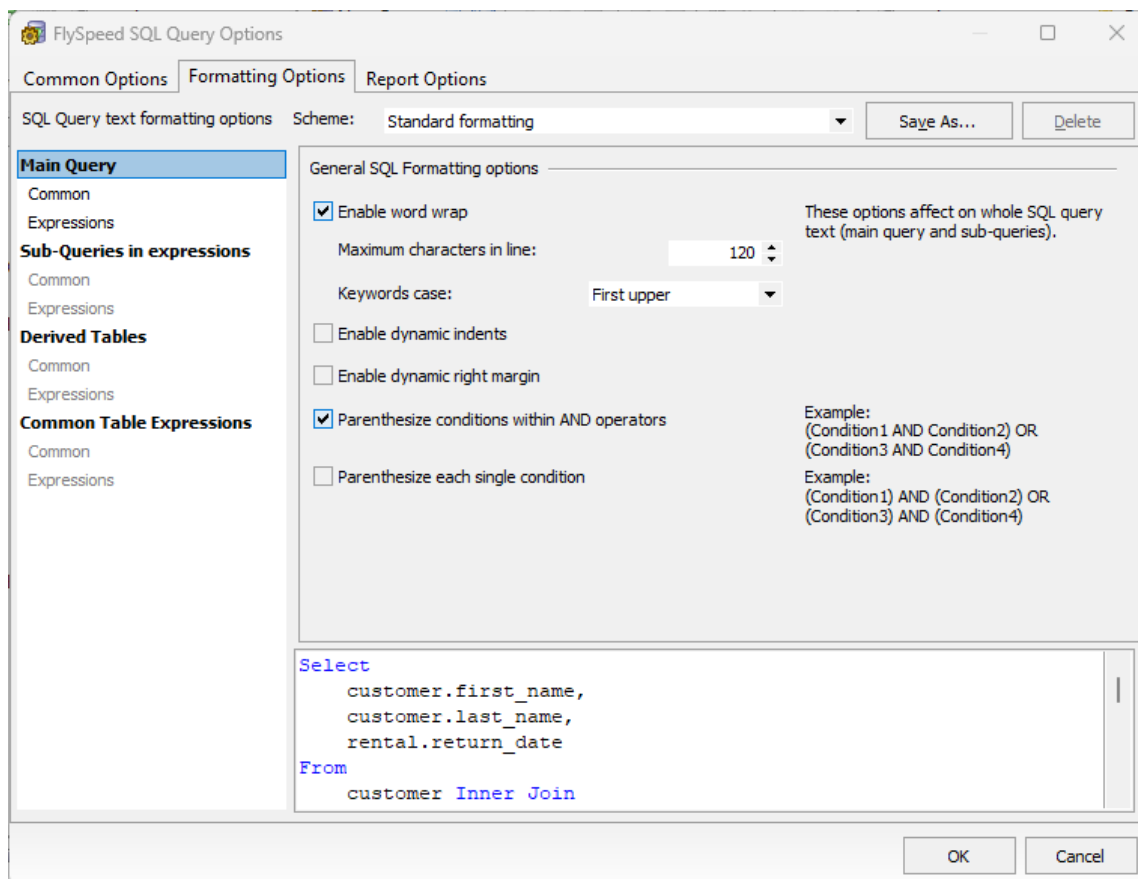 FlySpeed SQL Query Options
Common Options Formatting Options Report Options
SQL Query text formatting options Scheme: Standard formatting Save As... Delete
Main Query
Common
Expressions
Sub-Queries in expressions
Common
Expressions
Derived Tables
Common
Expressions
Common Table Expressions
Common
Expressions
General SQL Formatting options
Enable word wrap
These options affect on whole SQL query
text (main query and sub-queries).
Maximum characters in line: 120
Keywords case: First upper
Enable dynamic indents
Enable dynamic right margin
Parenthesize conditions within AND operators
Example:
(Condition1 AND Condition2) OR
(Condition3 AND Condition4)
Parenthesize each single condition
Example:
(Condition1) AND (Condition2) OR
(Condition3) AND (Condition4)
Select
customer.first_name,
customer.last_name,
rental.return_date
From
customer Inner Join
OK Cancel